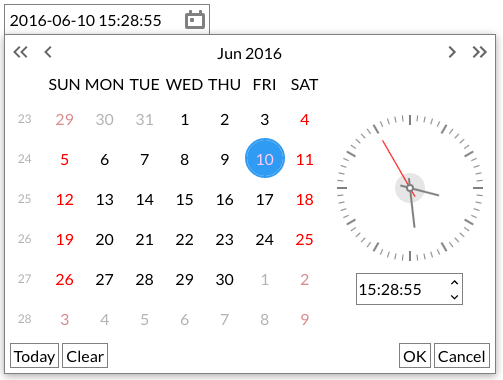 2016-06-10 15:28:55
Jun 2016
SUN MON TUE WED THU FRI SAT
23 29 30 31 1 2 3 4
24 5 6 7 8 9 10 11
25 12 13 14 15 16 17 18
26 19 20 21 22 23 24 25
27 26 27 28 29 30 1 2
28 3 4 5 6 7 8 9
15:28:55
Today Clear OK Cancel